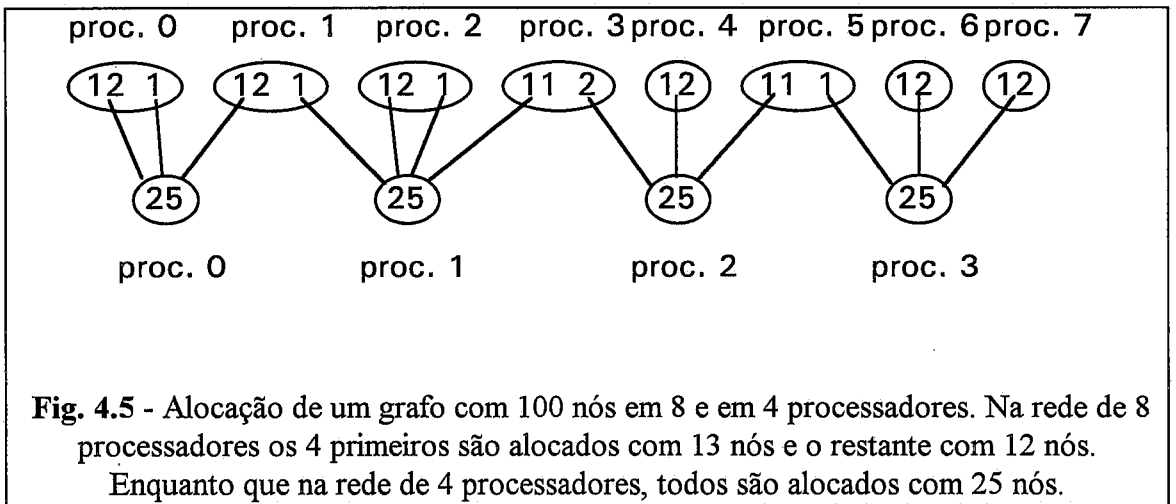 proc. 0 proc. 1 proc. 2 proc. 3 proc. 4 proc. 5 proc. 6 proc. 7
12 1 12 1 12 1 11 2 12 11 1 12 12
25 25 25 25
proc. 0 proc. 1 proc. 2 proc. 3
Fig. 4.5 - Alocação de um grafo com 100 nós em 8 e em 4 processadores. Na rede de 8
processadores os 4 primeiros são alocados com 13 nós e o restante com 12 nós.
Enquanto que na rede de 4 processadores, todos são alocados com 25 nós.